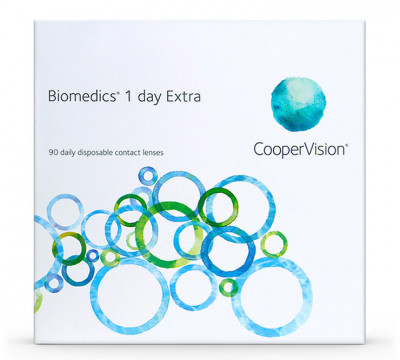 Biomedics® 1 day Extra
90 daily disposable contact lenses
CooperVision®